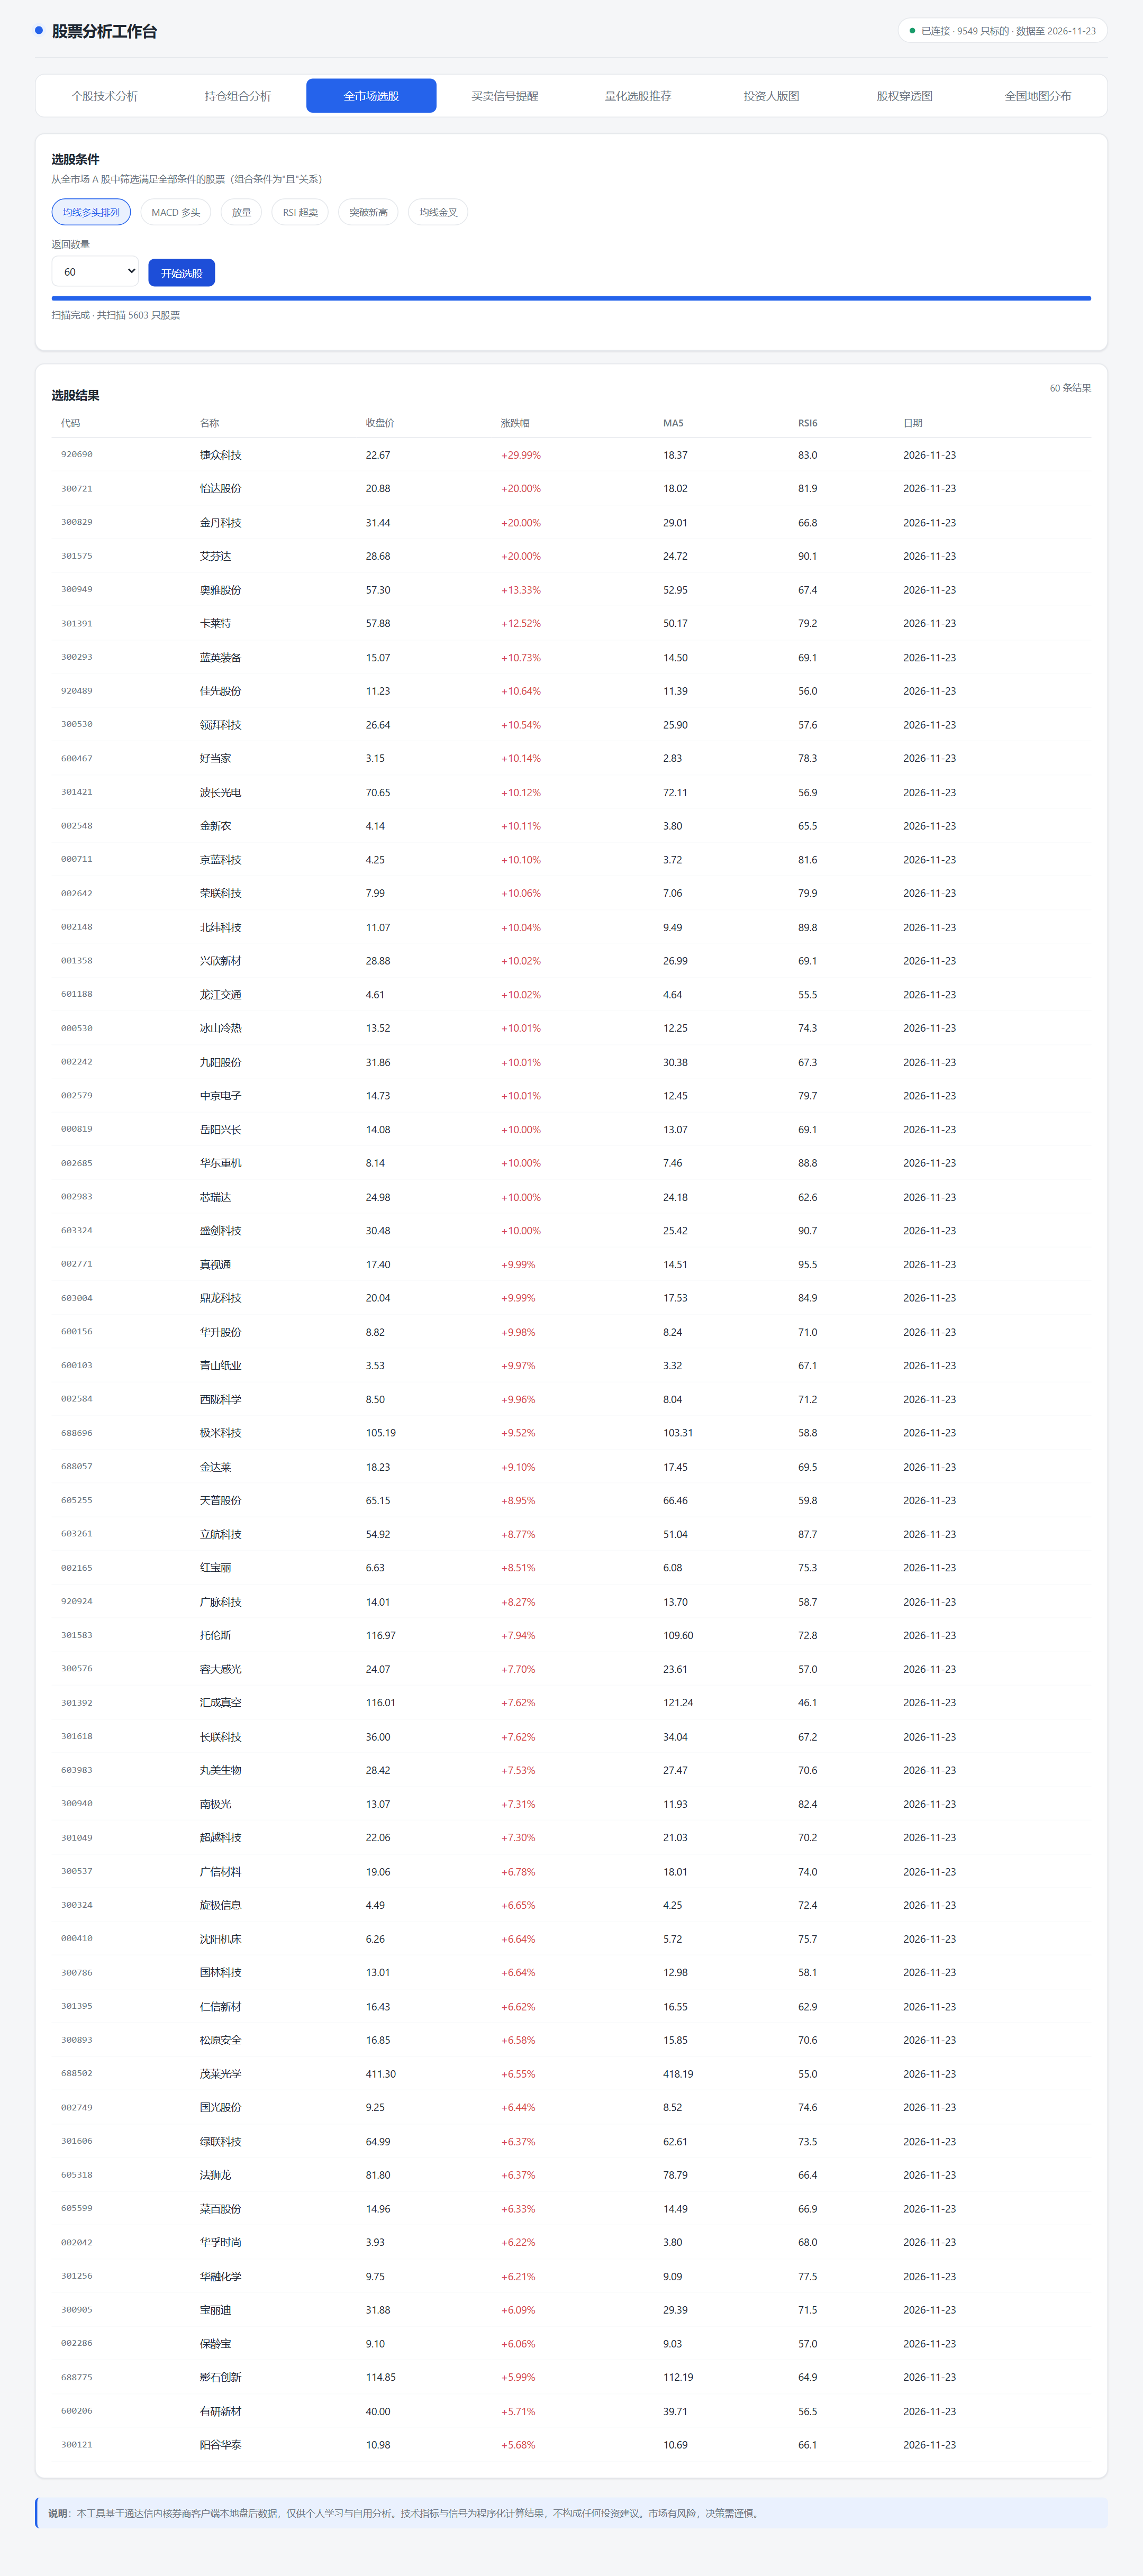 股票分析工作台
已连接 · 9549 只标的 · 数据至 2026-11-23
个股技术分析 持仓组合分析 全市场选股 买卖信号提醒 量化选股推荐 投资人版图 股权穿透图 全国地图分布
选股条件
从全市场 A 股中筛选满足全部条件的股票（组合条件为"且"关系）
均线多头排列 MACD 多头 放量 RSI 超卖 突破新高 均线金叉
返回数量
60 开始选股
扫描完成 · 共扫描 5603 只股票
选股结果 60 条结果
代码 名称 收盘价 涨跌幅 MA5 RSI6 日期
920690 捷众科技 22.67 +29.99% 18.37 83.0 2026-11-23
300721 怡达股份 20.88 +20.00% 18.02 81.9 2026-11-23
300829 金丹科技 31.44 +20.00% 29.01 66.8 2026-11-23
301575 艾芬达 28.68 +20.00% 24.72 90.1 2026-11-23
300949 奥雅股份 57.30 +13.33% 52.95 67.4 2026-11-23
301391 卡莱特 57.88 +12.52% 50.17 79.2 2026-11-23
300293 蓝英装备 15.07 +10.73% 14.50 69.1 2026-11-23
920489 佳先股份 11.23 +10.64% 11.39 56.0 2026-11-23
300530 领湃科技 26.64 +10.54% 25.90 57.6 2026-11-23
600467 好当家 3.15 +10.14% 2.83 78.3 2026-11-23
301421 波长光电 70.65 +10.12% 72.11 56.9 2026-11-23
002548 金新农 4.14 +10.11% 3.80 65.5 2026-11-23
000711 京蓝科技 4.25 +10.10% 3.72 81.6 2026-11-23
002642 荣联科技 7.99 +10.06% 7.06 79.9 2026-11-23
002148 北纬科技 11.07 +10.04% 9.49 89.8 2026-11-23
001358 兴欣新材 28.88 +10.02% 26.99 69.1 2026-11-23
601188 龙江交通 4.61 +10.02% 4.64 55.5 2026-11-23
000530 冰山冷热 13.52 +10.01% 12.25 74.3 2026-11-23
002242 九阳股份 31.86 +10.01% 30.38 67.3 2026-11-23
002579 中京电子 14.73 +10.01% 12.45 79.7 2026-11-23
000819 岳阳兴长 14.08 +10.00% 13.07 69.1 2026-11-23
002685 华东重机 8.14 +10.00% 7.46 88.8 2026-11-23
002983 芯瑞达 24.98 +10.00% 24.18 62.6 2026-11-23
603324 盛剑科技 30.48 +10.00% 25.42 90.7 2026-11-23
002771 真视通 17.40 +9.99% 14.51 95.5 2026-11-23
603004 鼎龙科技 20.04 +9.99% 17.53 84.9 2026-11-23
600156 华升股份 8.82 +9.98% 8.24 71.0 2026-11-23
600103 青山纸业 3.53 +9.97% 3.32 67.1 2026-11-23
002584 西陇科学 8.50 +9.96% 8.04 71.2 2026-11-23
688696 极米科技 105.19 +9.52% 103.31 58.8 2026-11-23
688057 金达莱 18.23 +9.10% 17.45 69.5 2026-11-23
605255 天普股份 65.15 +8.95% 66.46 59.8 2026-11-23
603261 立航科技 54.92 +8.77% 51.04 87.7 2026-11-23
002165 红宝丽 6.63 +8.51% 6.08 75.3 2026-11-23
920924 广脉科技 14.01 +8.27% 13.70 58.7 2026-11-23
301583 托伦斯 116.97 +7.94% 109.60 72.8 2026-11-23
300576 容大感光 24.07 +7.70% 23.61 57.0 2026-11-23
301392 汇成真空 116.01 +7.62% 121.24 46.1 2026-11-23
301618 长联科技 36.00 +7.62% 34.04 67.2 2026-11-23
603983 丸美生物 28.42 +7.53% 27.47 70.6 2026-11-23
300940 南极光 13.07 +7.31% 11.93 82.4 2026-11-23
301049 超越科技 22.06 +7.30% 21.03 70.2 2026-11-23
300537 广信材料 19.06 +6.78% 18.01 74.0 2026-11-23
300324 旋极信息 4.49 +6.65% 4.25 72.4 2026-11-23
000410 沈阳机床 6.26 +6.64% 5.72 75.7 2026-11-23
300786 国林科技 13.01 +6.64% 12.98 58.1 2026-11-23
301395 仁信新材 16.43 +6.62% 16.55 62.9 2026-11-23
300893 松原安全 16.85 +6.58% 15.85 70.6 2026-11-23
688502 茂莱光学 411.30 +6.55% 418.19 55.0 2026-11-23
002749 国光股份 9.25 +6.44% 8.52 74.6 2026-11-23
301606 绿联科技 64.99 +6.37% 62.61 73.5 2026-11-23
605318 法狮龙 81.80 +6.37% 78.79 66.4 2026-11-23
605599 菜百股份 14.96 +6.33% 14.49 66.9 2026-11-23
002042 华孚时尚 3.93 +6.22% 3.80 68.0 2026-11-23
301256 华融化学 9.75 +6.21% 9.09 77.5 2026-11-23
300905 宝丽迪 31.88 +6.09% 29.39 71.5 2026-11-23
002286 保龄宝 9.10 +6.06% 9.03 57.0 2026-11-23
688775 影石创新 114.85 +5.99% 112.19 64.9 2026-11-23
600206 有研新材 40.00 +5.71% 39.71 56.5 2026-11-23
300121 阳谷华泰 10.98 +5.68% 10.69 66.1 2026-11-23
说明：本工具基于通达信内核券商客户端本地盘后数据，仅供个人学习与自用分析。技术指标与信号为程序化计算结果，不构成任何投资建议。市场有风险，决策需谨慎。